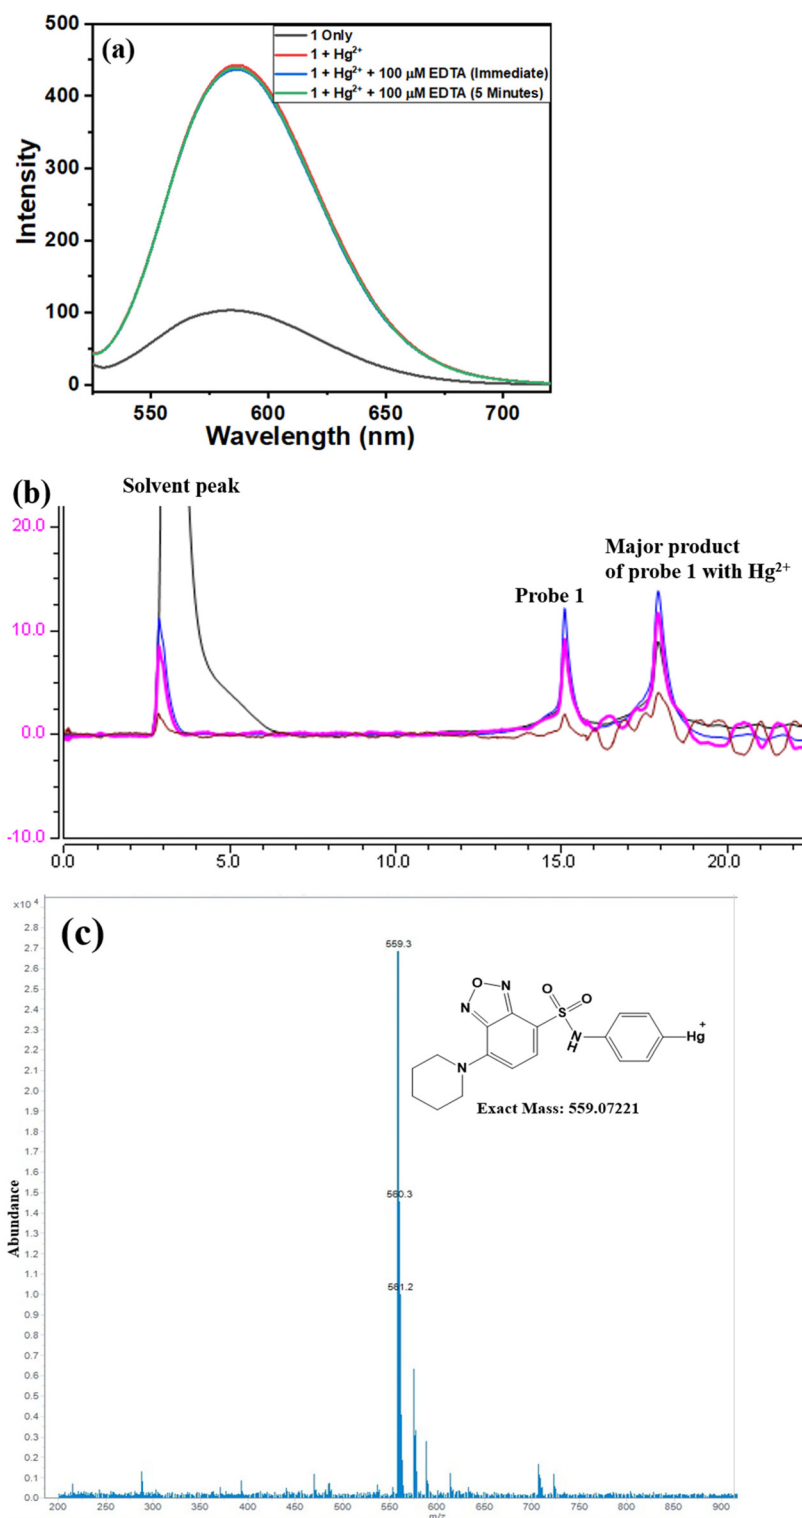 (a)
500
400
300
200
100
0
Intensity
1 Only
1 + Hg²⁺
1 + Hg²⁺ + 100 μM EDTA (Immediate)
1 + Hg²⁺ + 100 μM EDTA (5 Minutes)
550 600 650 700
Wavelength (nm)
(b)
Solvent peak
Probe 1
Major product
of probe 1 with Hg²⁺
20.0
10.0
0.0
-10.0
0.0 5.0 10.0 15.0 20.0
(c)
x10 4
2.8
2.7
2.6
2.5
2.4
2.3
2.2
2.1
2.0
1.9
1.8
1.7
1.6
1.5
1.4
1.3
1.2
1.1
1.0
0.9
0.8
0.7
0.6
0.5
0.4
0.3
0.2
0.1
0.0
Abundance
559.3
560.3
561.2
N O N
O O
S
N
H
Hg
+
N
Exact Mass: 559.07221
200 250 300 350 400 450 500 550 600 650 700 750 800 850 900
m/z